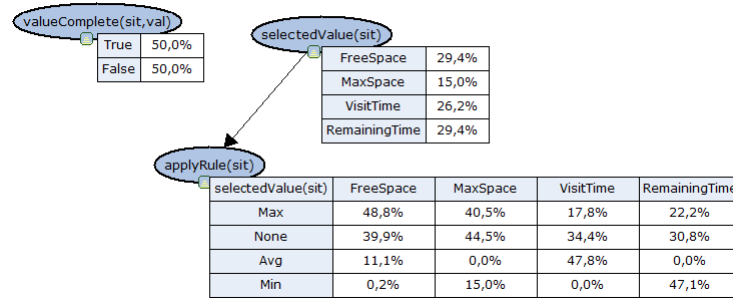 valueComplete(sit,val)
True 50,0%
False 50,0%
selectedValue(sit)
FreeSpace 29,4%
MaxSpace 15,0%
VisitTime 26,2%
RemainingTime 29,4%
applyRule(sit)
selectedValue(sit) FreeSpace MaxSpace VisitTime RemainingTime
Max 48,8% 40,5% 17,8% 22,2%
None 39,9% 44,5% 34,4% 30,8%
Avg 11,1% 0,0% 47,8% 0,0%
Min 0,2% 15,0% 0,0% 47,1%